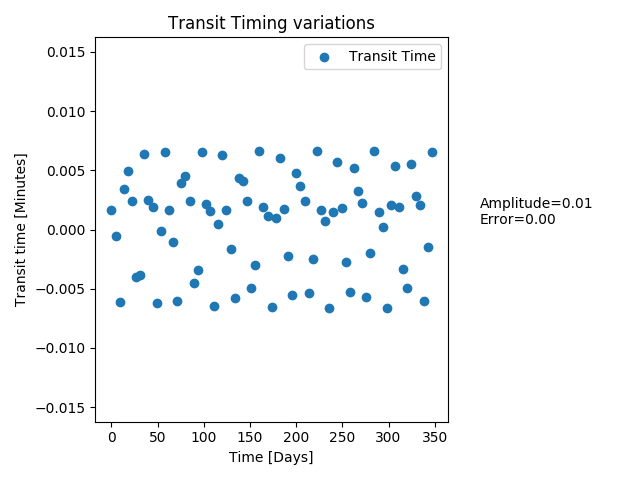 Transit Timing variations
Transit Time
0.015
0.010
0.005
0.000
−0.005
−0.010
−0.015
Transit time [Minutes]
0
50
100
150
200
250
300
350
Time [Days]
Amplitude=0.01
Error=0.00